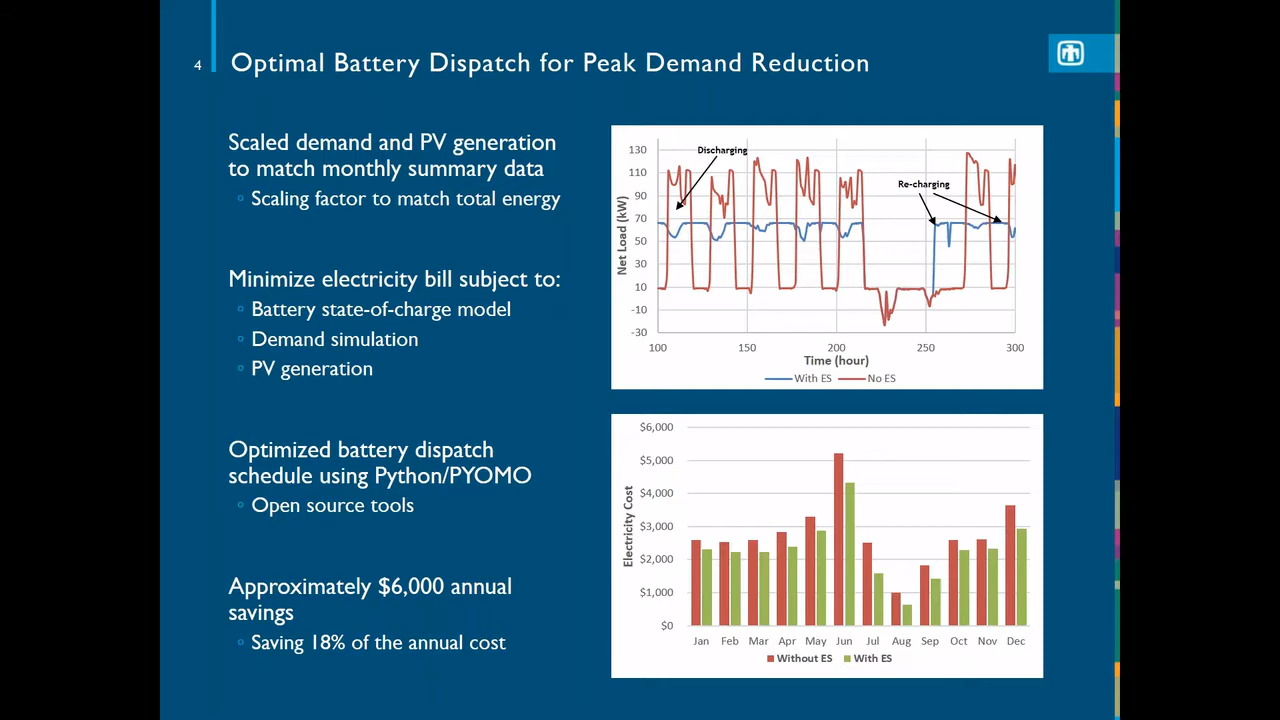 4
Optimal Battery Dispatch for Peak Demand Reduction
Scaled demand and PV generation
to match monthly summary data
Scaling factor to match total energy
Minimize electricity bill subject to:
Battery state-of-charge model
Demand simulation
PV generation
Optimized battery dispatch
schedule using Python/PYOMO
Open source tools
Approximately $6,000 annual
savings
Saving 18% of the annual cost
Net Load (kW)
130
110
90
70
50
30
10
-10
-30
Discharging
Re-charging
100 150 200 250 300
Time (hour)
With ES No ES
Electricity Cost
$6,000
$5,000
$4,000
$3,000
$2,000
$1,000
$0
Jan Feb Mar Apr May Jun Jul Aug Sep Oct Nov Dec
Without ES With ES